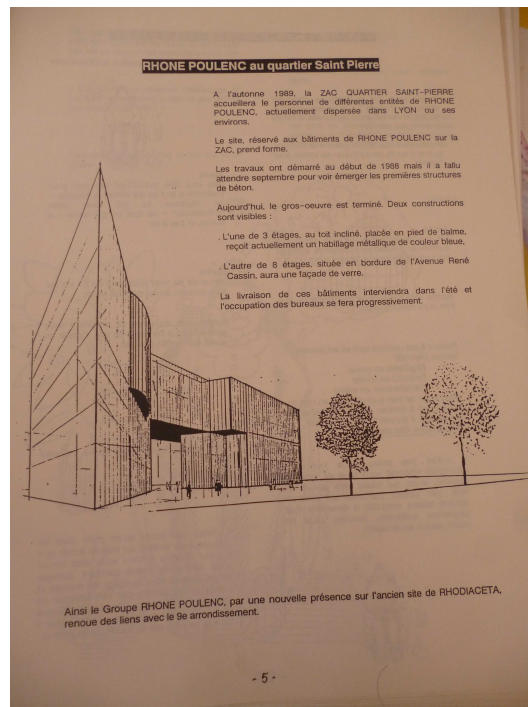 RHONE POULENC au quartier Saint Pierre
A l'automne 1989, la ZAC QUARTIER SAINT-PIERRE
accueillera le personnel de différentes entités de RHONE
POULENC, actuellement dispersée dans LYON ou ses
environs.
Le site, réservé aux bâtiments de RHONE POULENC sur la
ZAC, prend forme.
Les travaux ont démarré au début de 1988 mais il a fallu
attendre septembre pour voir émerger les premières structures
de béton.
Aujourd'hui, le gros-oeuvre est terminé. Deux constructions
sont visibles :
. L'une de 3 étages, au toit incliné, placée en pied de balme,
reçoit actuellement un habillage métallique de couleur bleue,
. L'autre de 8 étages, située en bordure de l'Avenue René
Cassin, aura une façade de verre.
La livraison de ces bâtiments interviendra dans l'été et
l'occupation des bureaux se fera progressivement.
Ainsi le Groupe RHONE POULENC, par une nouvelle présence sur l'ancien site de RHODIACETA,
renoue des liens avec le 9e arrondissement.
- 5 -